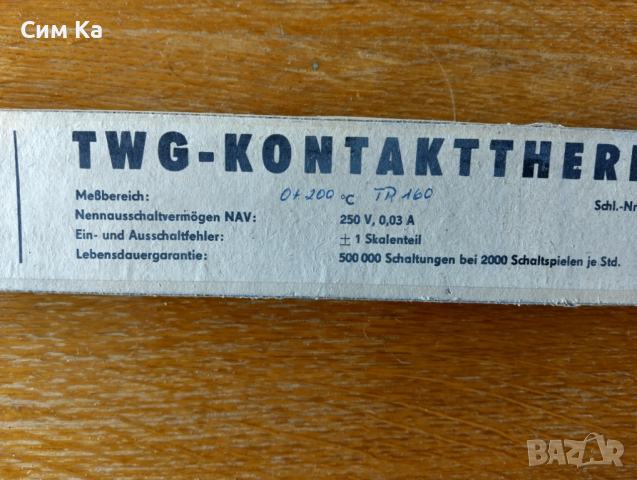 Сим Ка
TWG-KONTAKTTHER
Meßbereich: 0+200 °C TR 160
Schl.-Nr
Nennausschaltvermögen NAV: 250 V, 0,03 A
Ein- und Ausschaltfehler: ± 1 Skalenteil
Lebensdauergarantie: 500 000 Schaltungen bei 2000 Schaltspielen je Std.
BAZAR